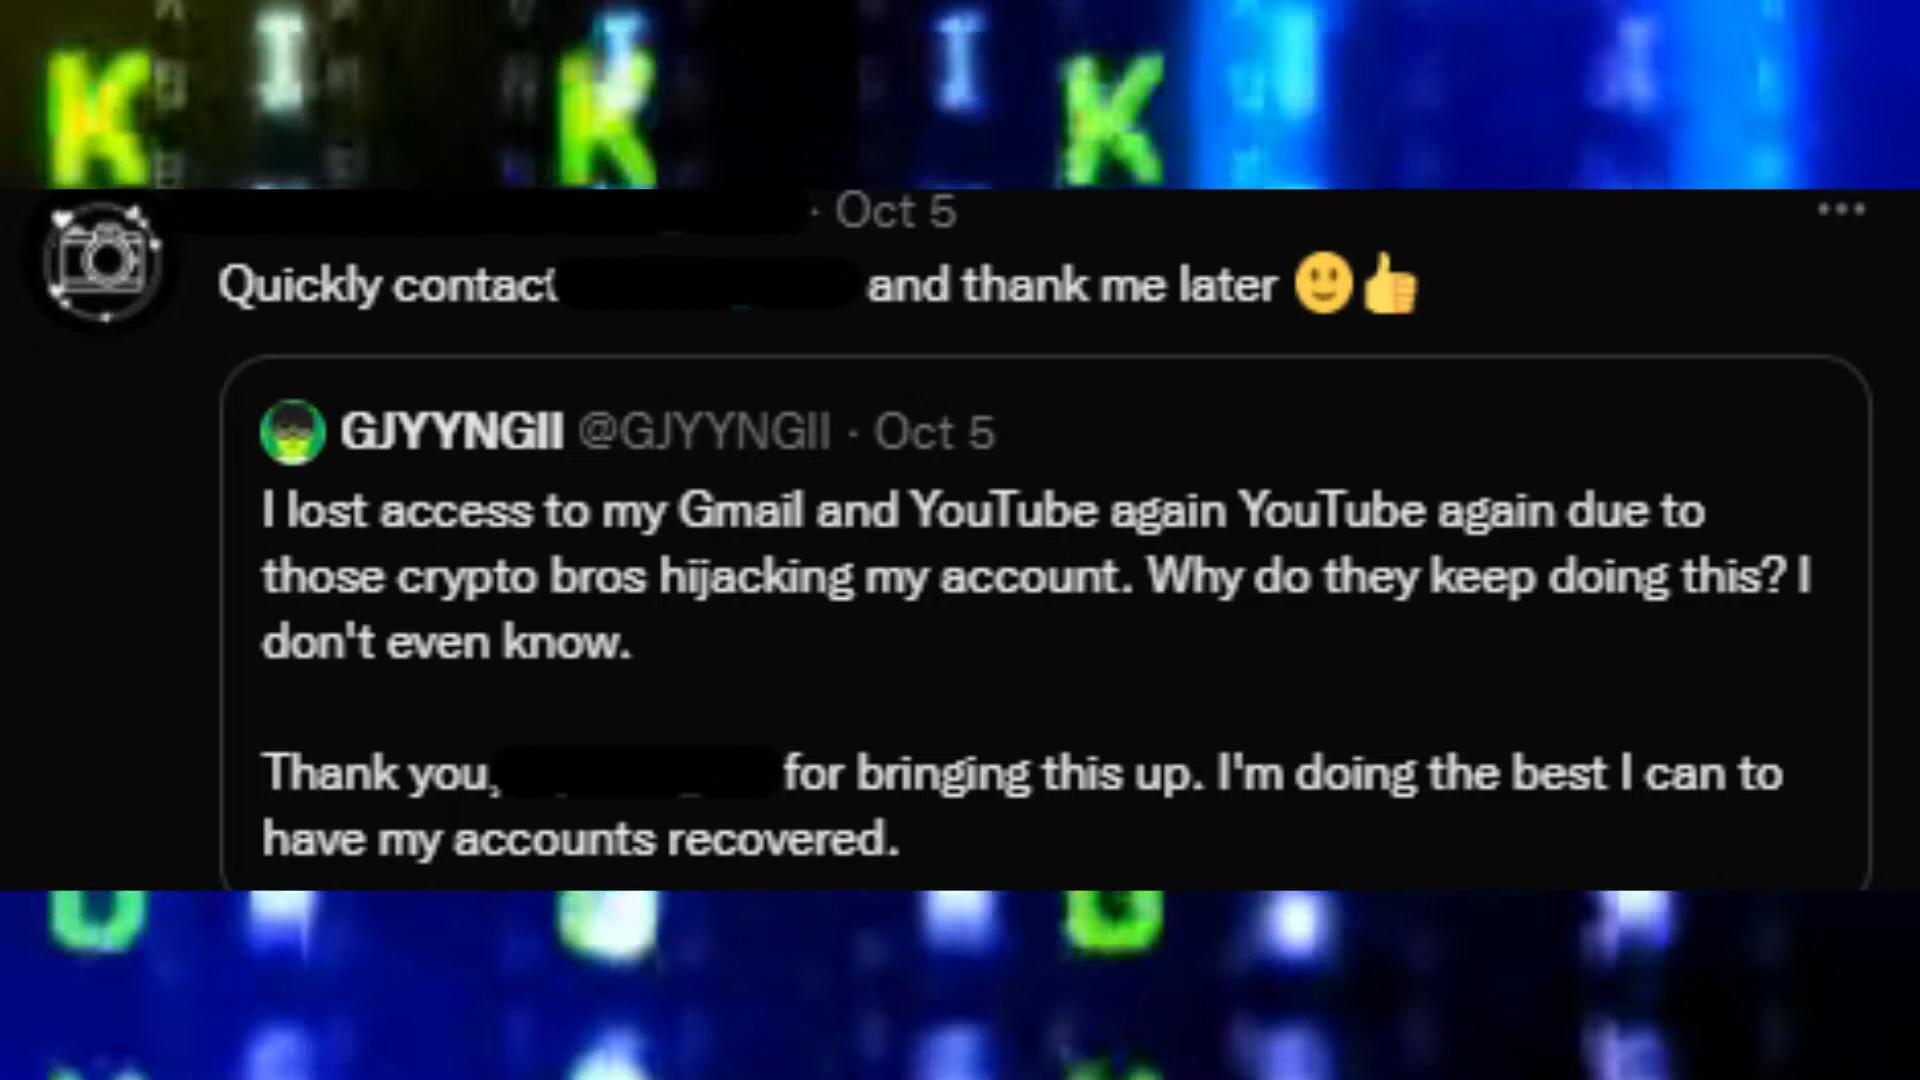 K I K I K
· Oct 5
Quickly contact and thank me later 🙂👍
GJYYNGII @GJYYNGII · Oct 5
I lost access to my Gmail and YouTube again YouTube again due to
those crypto bros hijacking my account. Why do they keep doing this? I
don't even know.
Thank you, for bringing this up. I'm doing the best I can to
have my accounts recovered.